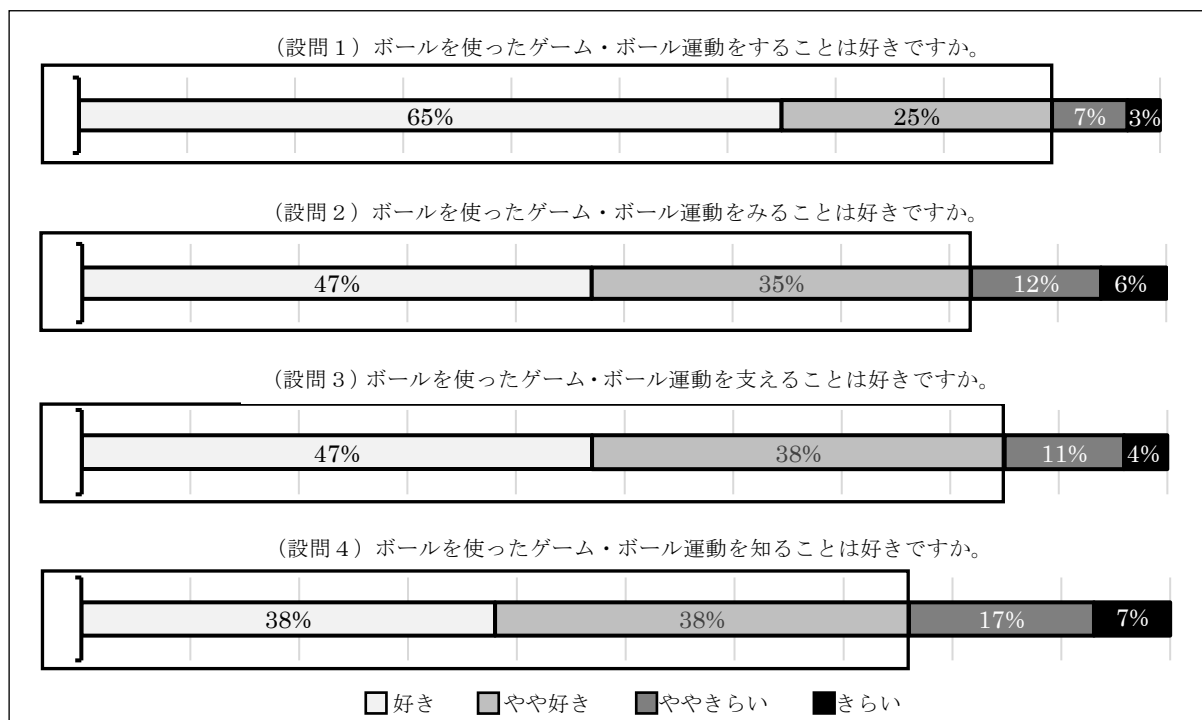 (設問1)ボールを使ったゲーム・ボール運動をすることは好きですか。
65% 25% 7% 3%
(設問2)ボールを使ったゲーム・ボール運動をみることは好きですか。
47% 35% 12% 6%
(設問3)ボールを使ったゲーム・ボール運動を支えることは好きですか。
47% 38% 11% 4%
(設問4)ボールを使ったゲーム・ボール運動を知ることは好きですか。
38% 38% 17% 7%
好き やや好き ややきらい きらい